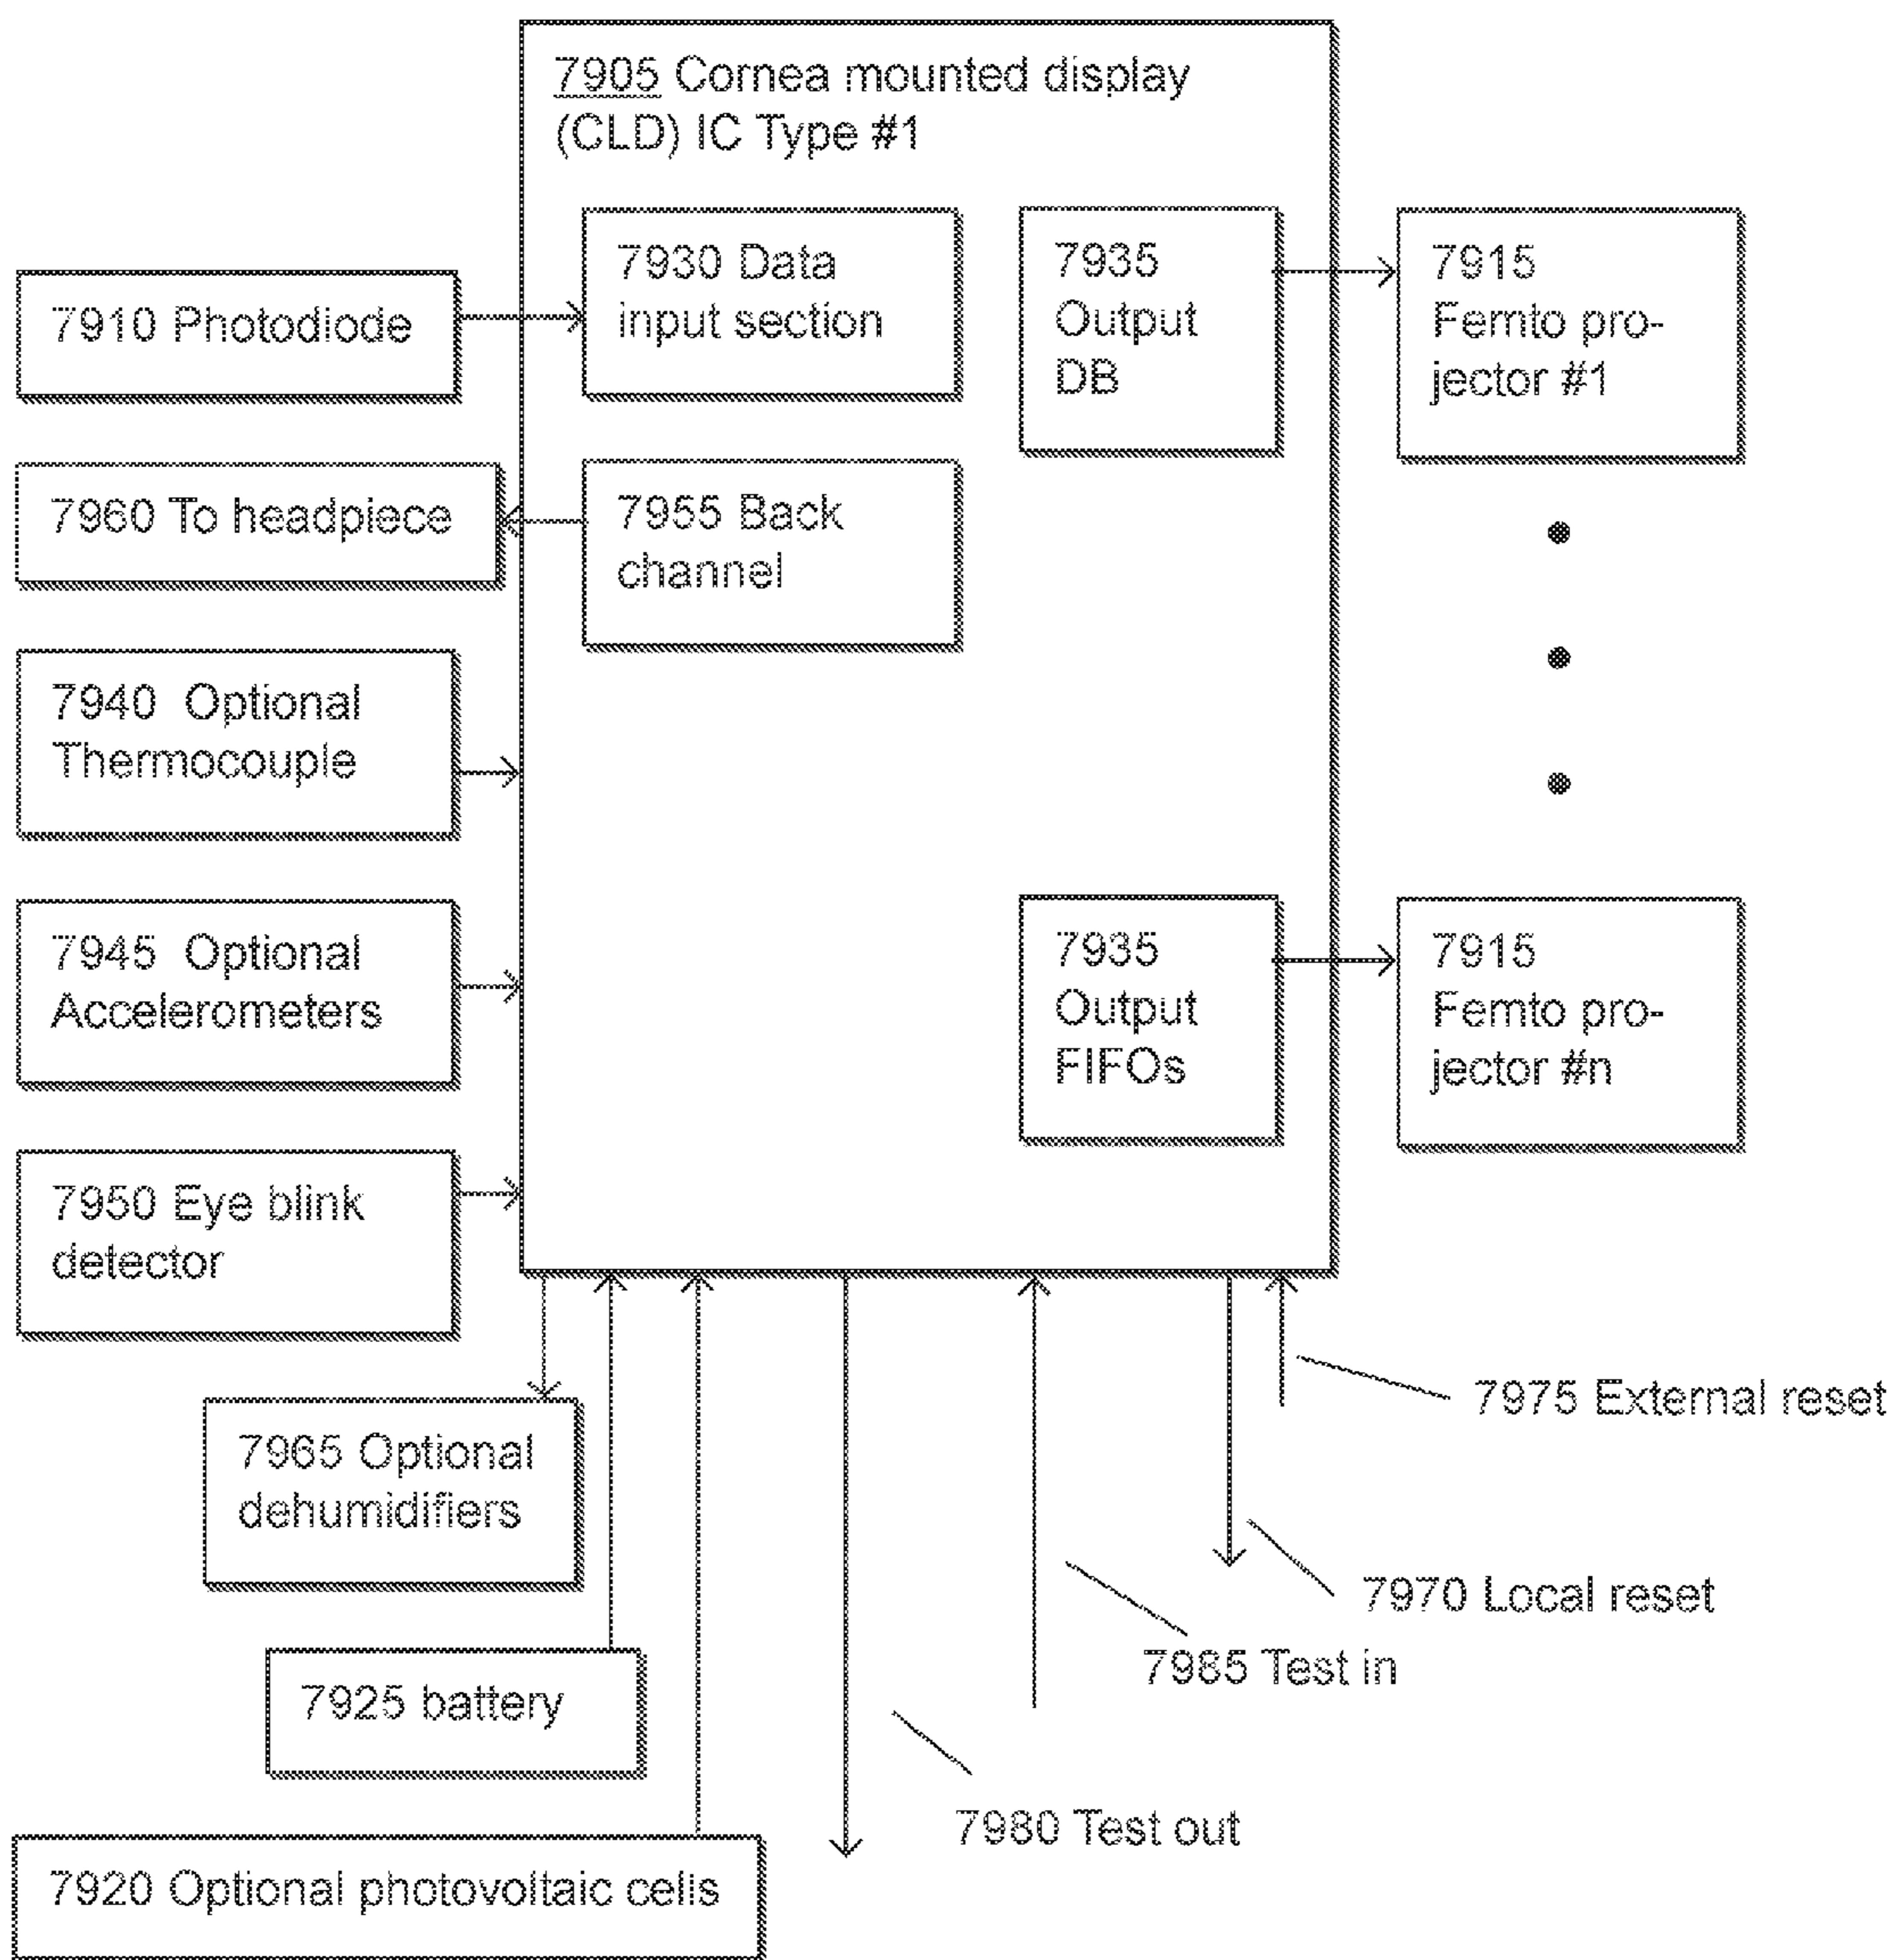 7905 Cornea mounted display
(CLD) IC Type #1
7910 Photodiode
7930 Data
input section
7935
Output
DB
7915
Femto pro-
jector #1
7960 To headpiece
7955 Back
channel
7940 Optional
Thermocouple
7945 Optional
Accelerometers
7935
Output
FIFOs
7915
Femto pro-
jector #n
7950 Eye blink
detector
7975 External reset
7965 Optional
dehumidifiers
7970 Local reset
7985 Test in
7925 battery
7980 Test out
7920 Optional photovoltaic cells